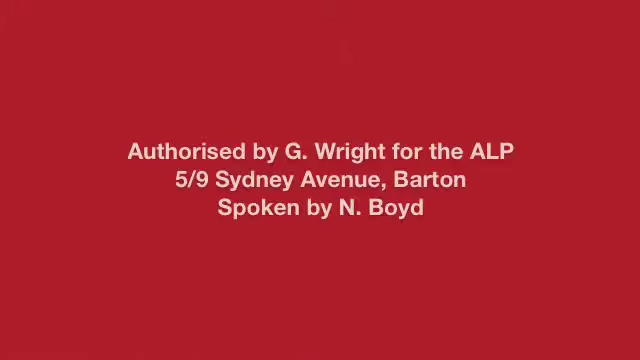 Authorised by G. Wright for the ALP
5/9 Sydney Avenue, Barton
Spoken by N. Boyd